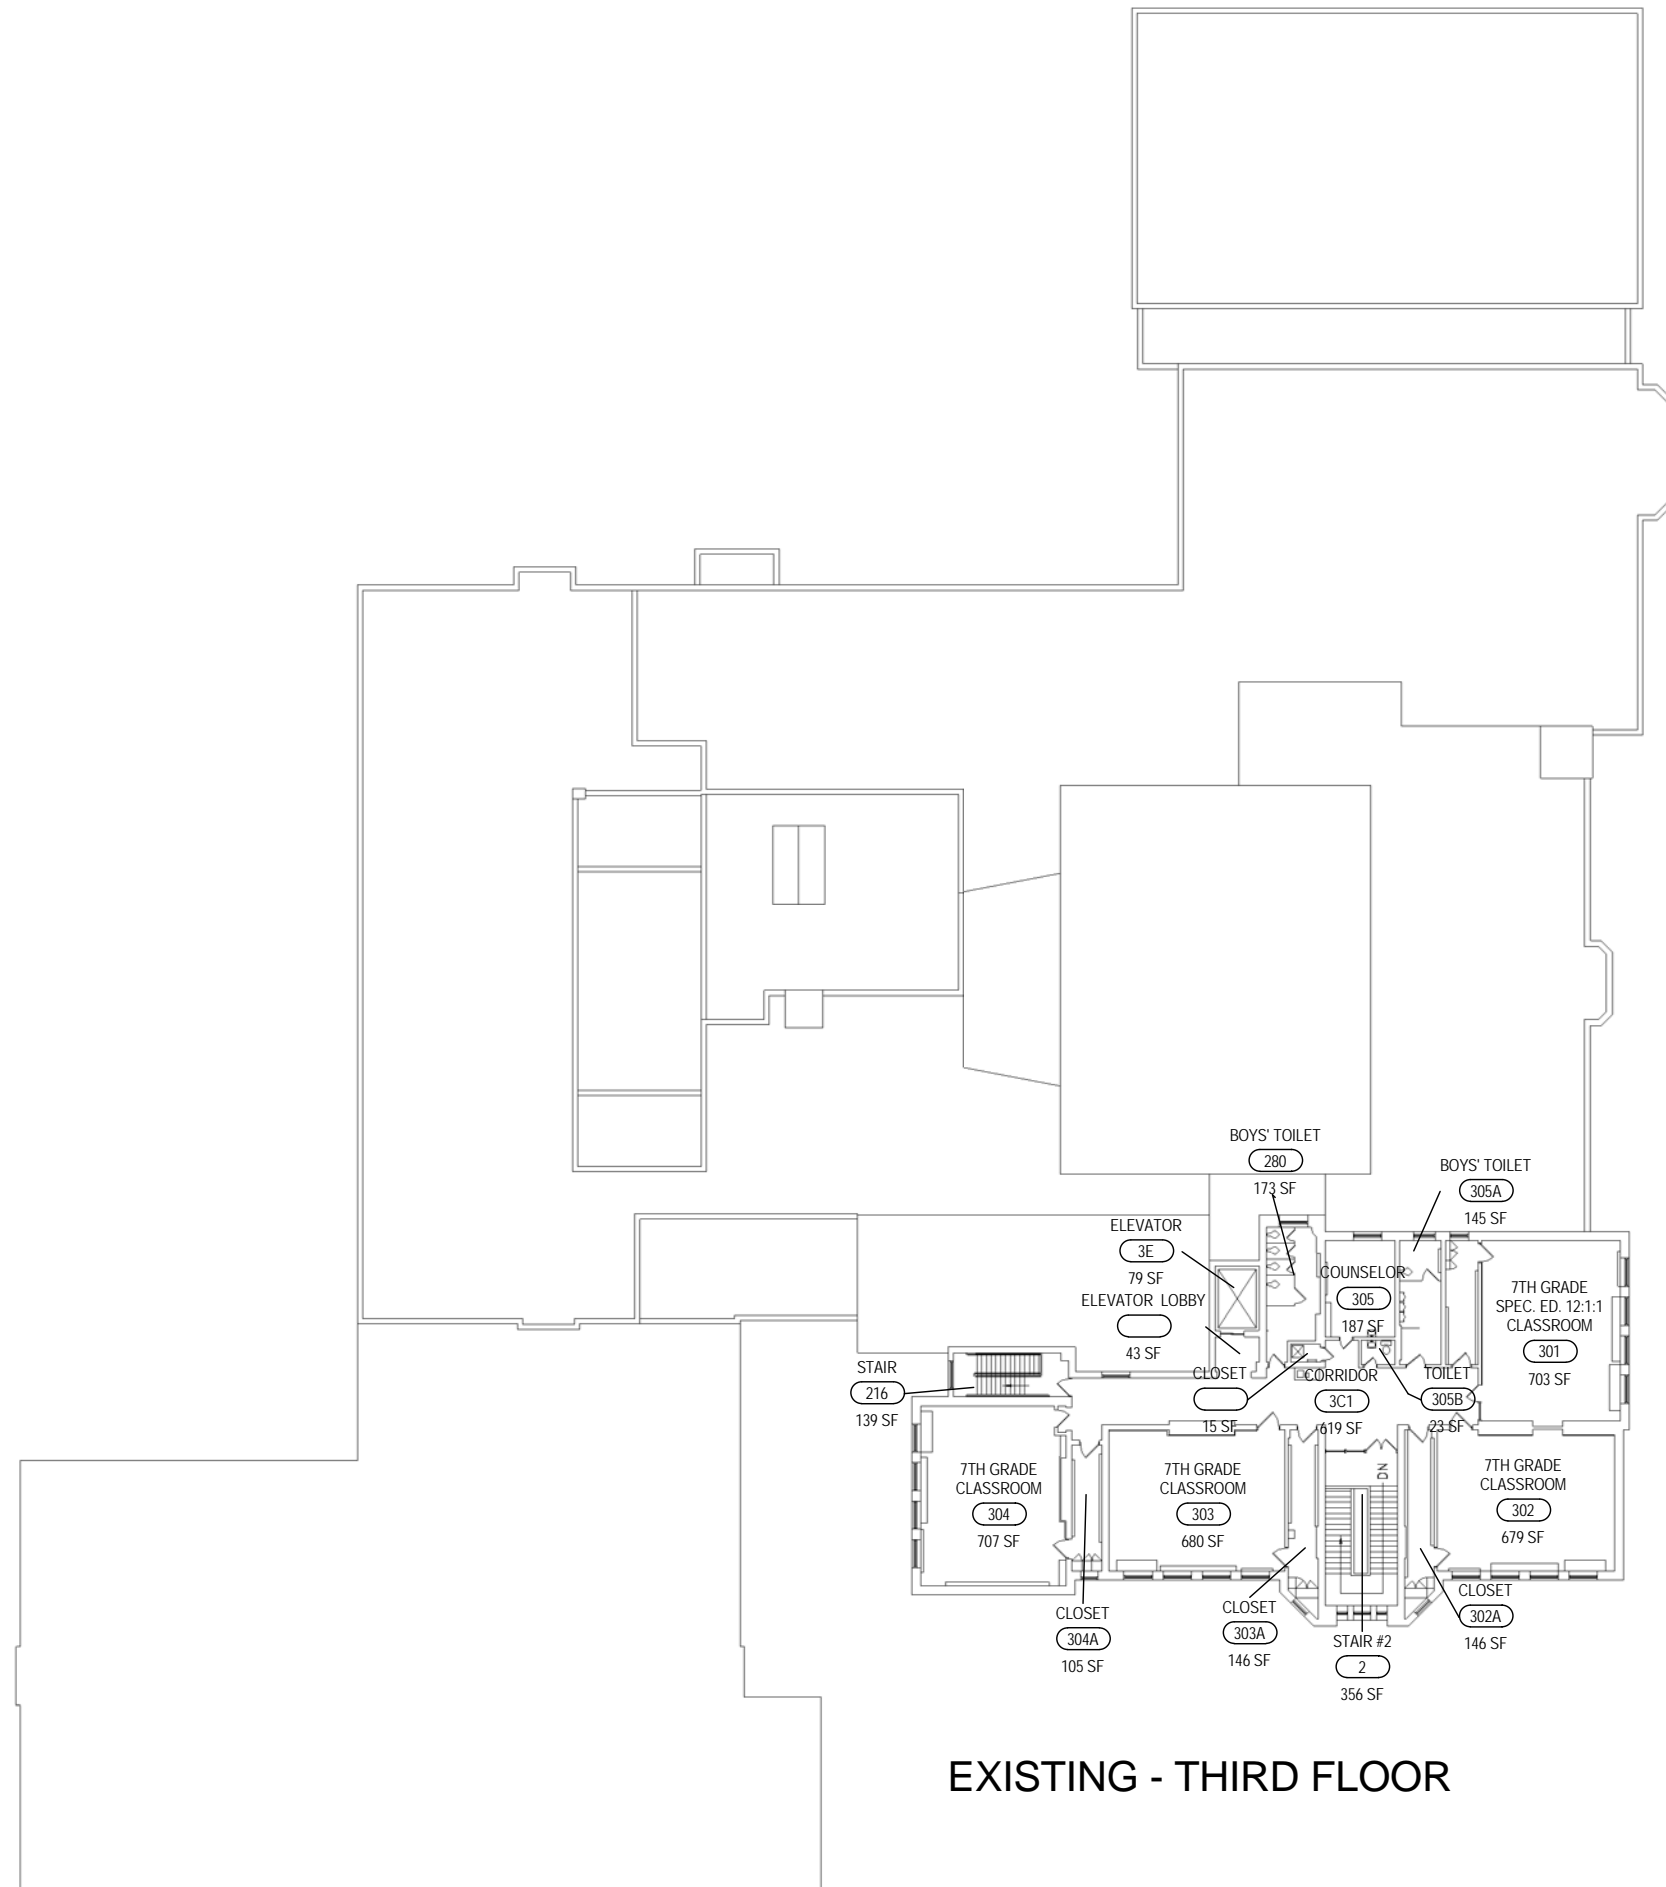 BOYS' TOILET
280
173 SF
BOYS' TOILET
305A
145 SF
ELEVATOR
3E
79 SF
ELEVATOR LOBBY
43 SF
COUNSELOR
305
187 SF
7TH GRADE
SPEC. ED. 12:1:1
CLASSROOM
301
703 SF
STAIR
216
139 SF
CLOSET
15 SF
CORRIDOR
3C1
619 SF
TOILET
305B
23 SF
7TH GRADE
CLASSROOM
304
707 SF
7TH GRADE
CLASSROOM
303
680 SF
DN
7TH GRADE
CLASSROOM
302
679 SF
CLOSET
304A
105 SF
CLOSET
303A
146 SF
STAIR #2
2
356 SF
CLOSET
302A
146 SF
EXISTING - THIRD FLOOR